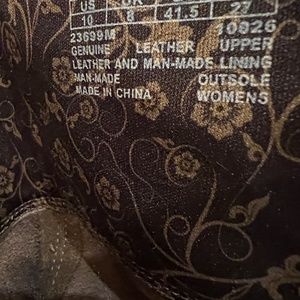 US UK
10 8 41.5 27
23699M 10926
GENUINE LEATHER UPPER
LEATHER AND MAN-MADE LINING
MAN-MADE OUTSOLE
MADE IN CHINA WOMENS